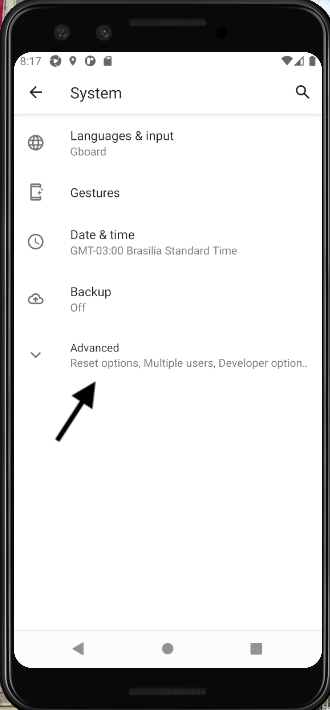 8:17
System
Languages & input
Gboard
Gestures
Date & time
GMT-03:00 Brasilia Standard Time
Backup
Off
Advanced
Reset options, Multiple users, Developer option..